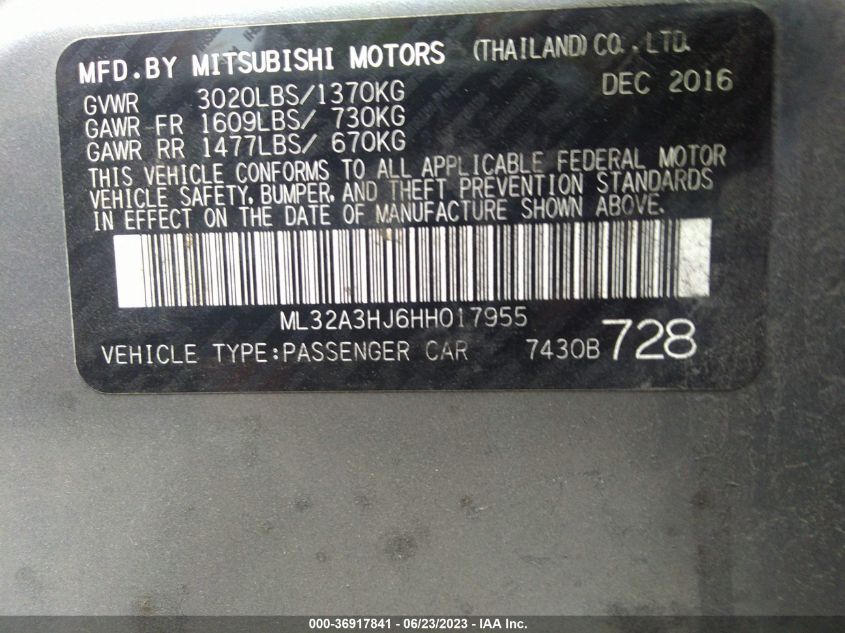 MFD.BY MITSUBISHI MOTORS (THAILAND) CO.,LTD.
GVWR 3020LBS/1370KG DEC 2016
GAWR FR 1609LBS/ 730KG
GAWR RR 1477LBS/ 670KG
THIS VEHICLE CONFORMS TO ALL APPLICABLE FEDERAL MOTOR
VEHICLE SAFETY, BUMPER, AND THEFT PREVENTION STANDARDS
IN EFFECT ON THE DATE OF MANUFACTURE SHOWN ABOVE.
ML32A3HJ6HH017955
VEHICLE TYPE:PASSENGER CAR 7430B 728
000-36917841 - 06/23/2023 - IAA Inc.